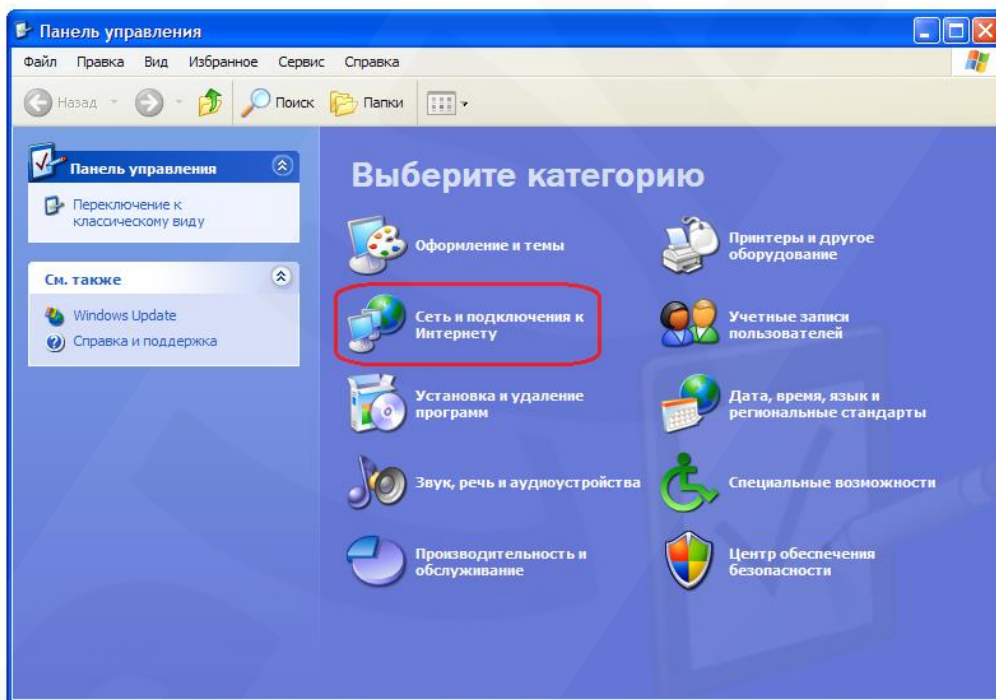 Панель управления
Файл Правка Вид Избранное Сервис Справка
Назад Поиск Папки
Панель управления
Переключение к
классическому виду
См. также
Windows Update
Справка и поддержка
Выберите категорию
Оформление и темы
Принтеры и другое
оборудование
Сеть и подключения к
Интернету
Учетные записи
пользователей
Установка и удаление
программ
Дата, время, язык и
региональные стандарты
Звук, речь и аудиоустройства
Специальные возможности
Производительность и
обслуживание
Центр обеспечения
безопасности